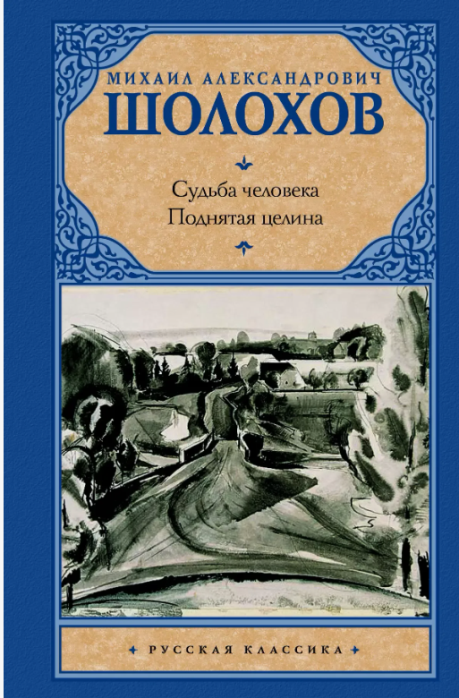 МИХАИЛ АЛЕКСАНДРОВИЧ
ШОЛОХОВ
Судьба человека
Поднятая целина
РУССКАЯ КЛАССИКА